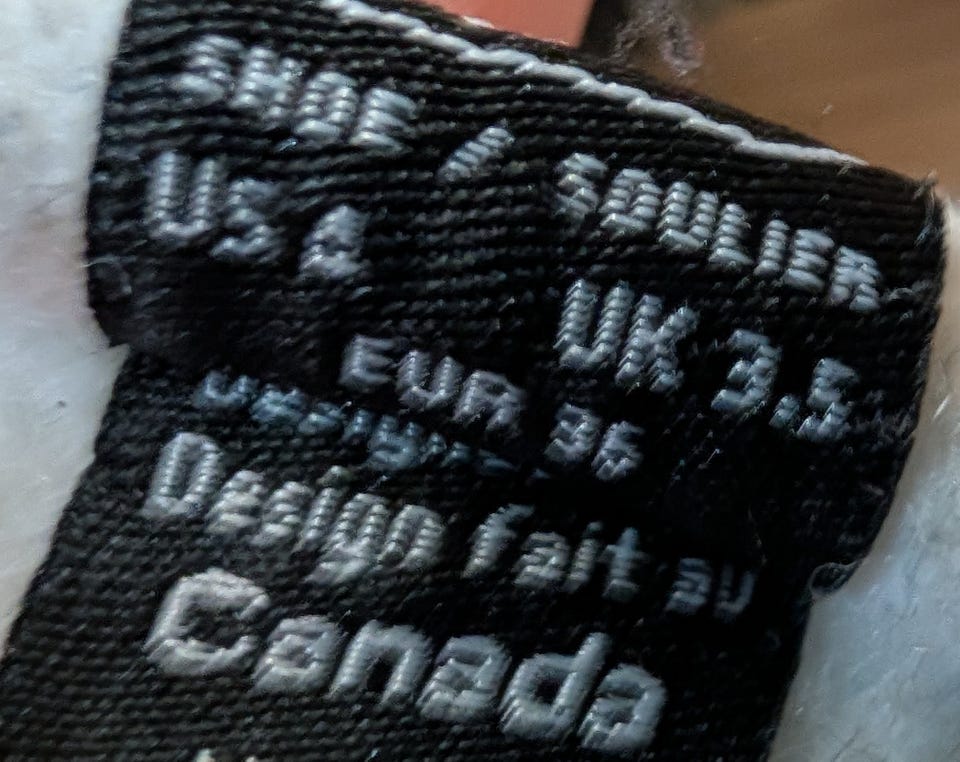 SHOE / SOULIER
US 4 UK 3.5
EUR 36
Design fait au
Canada